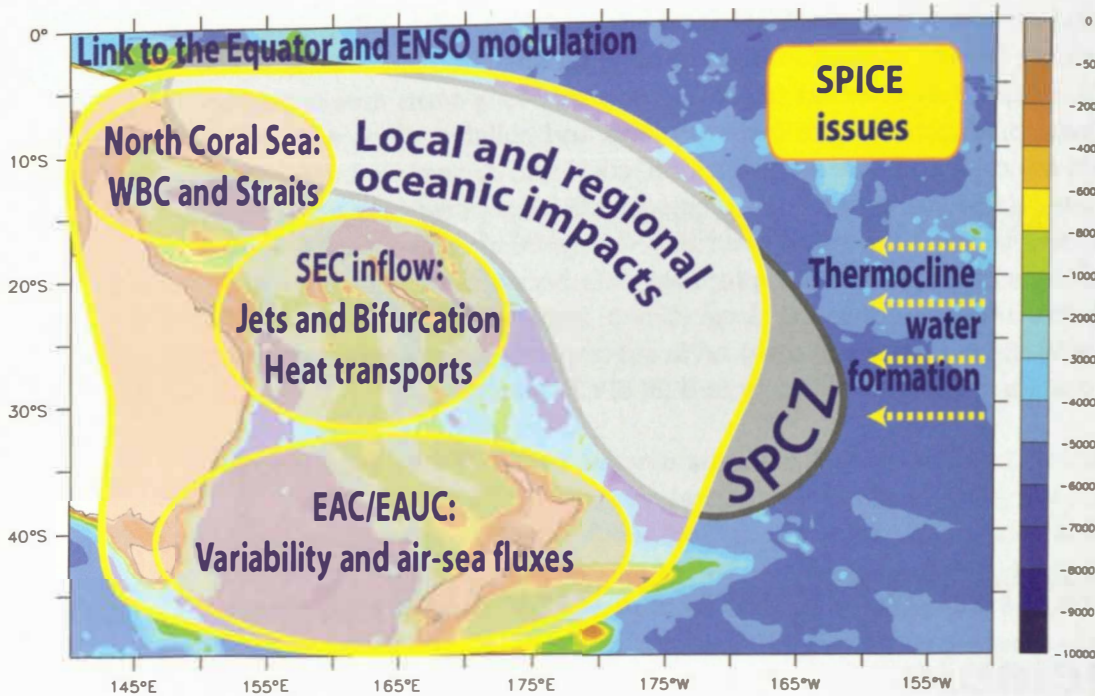 Link to the Equator and ENSO modulation
SPICE
issues
North Coral Sea:
WBC and Straits
Local and regional
oceanic impacts
SEC inflow:
Jets and Bifurcation
Heat transports
Thermocline
water
formation
SPCZ
EAC/EAUC:
Variability and air-sea fluxes
0°
10°S
20°S
30°S
40°S
145°E
155°E
165°E
175°E
175°W
165°W
155°W
0
-50
-200
-400
-600
-800
-1000
-2000
-3000
-4000
-5000
-6000
-7000
-8000
-9000
-10000